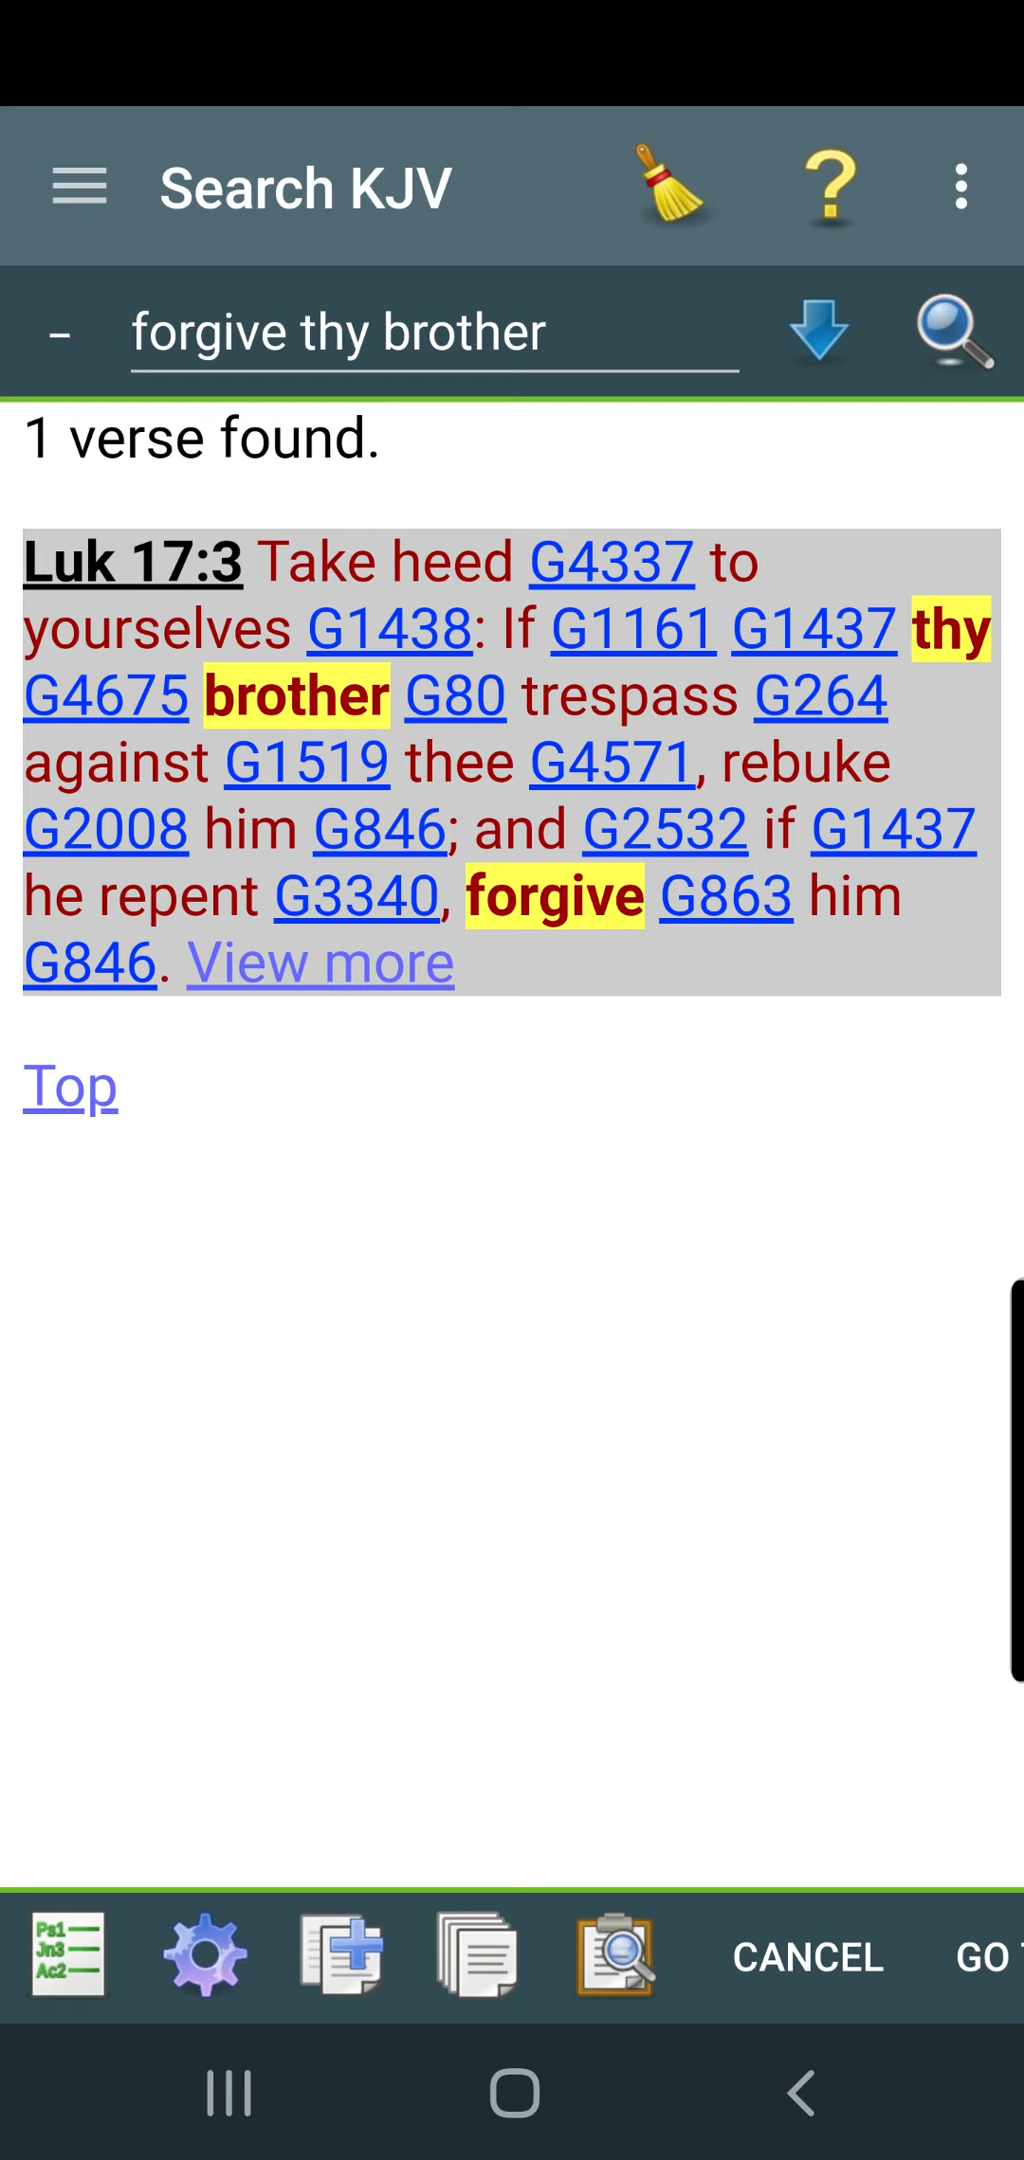 Search KJV
– forgive thy brother
1 verse found.
Luk 17:3 Take heed G4337 to
yourselves G1438: If G1161 G1437 thy
G4675 brother G80 trespass G264
against G1519 thee G4571, rebuke
G2008 him G846; and G2532 if G1437
he repent G3340, forgive G863 him
G846. View more
Top
Ps1
Jn3
Ac2
CANCEL GO